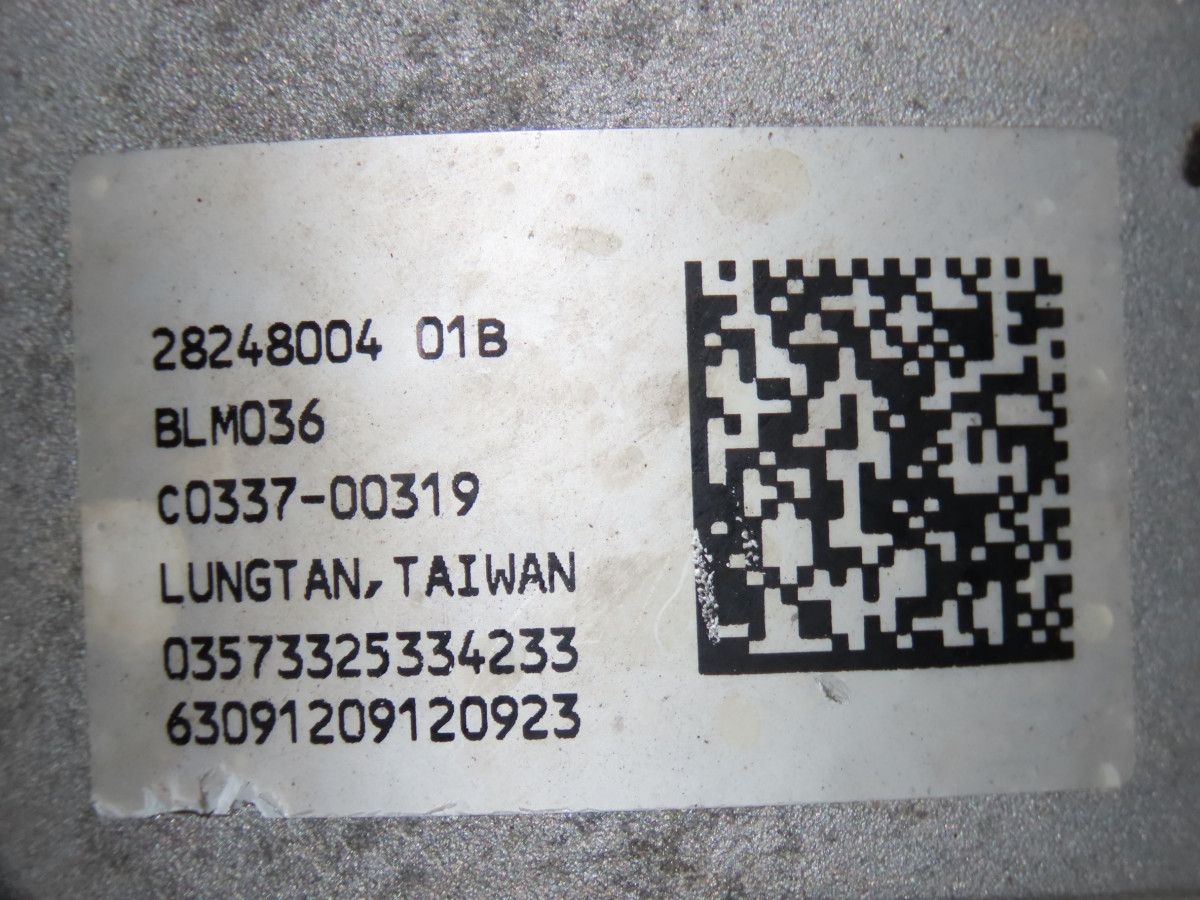 28248004 01B
BLM036
C0337-00319
LUNGTAN, TAIWAN
03573325334233
63091209120923